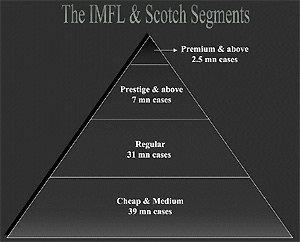 The IMFL & Scotch Segments
Premium & above
2.5 mn cases
Prestige & above
7 mn cases
Regular
31 mn cases
Cheap & Medium
39 mn cases